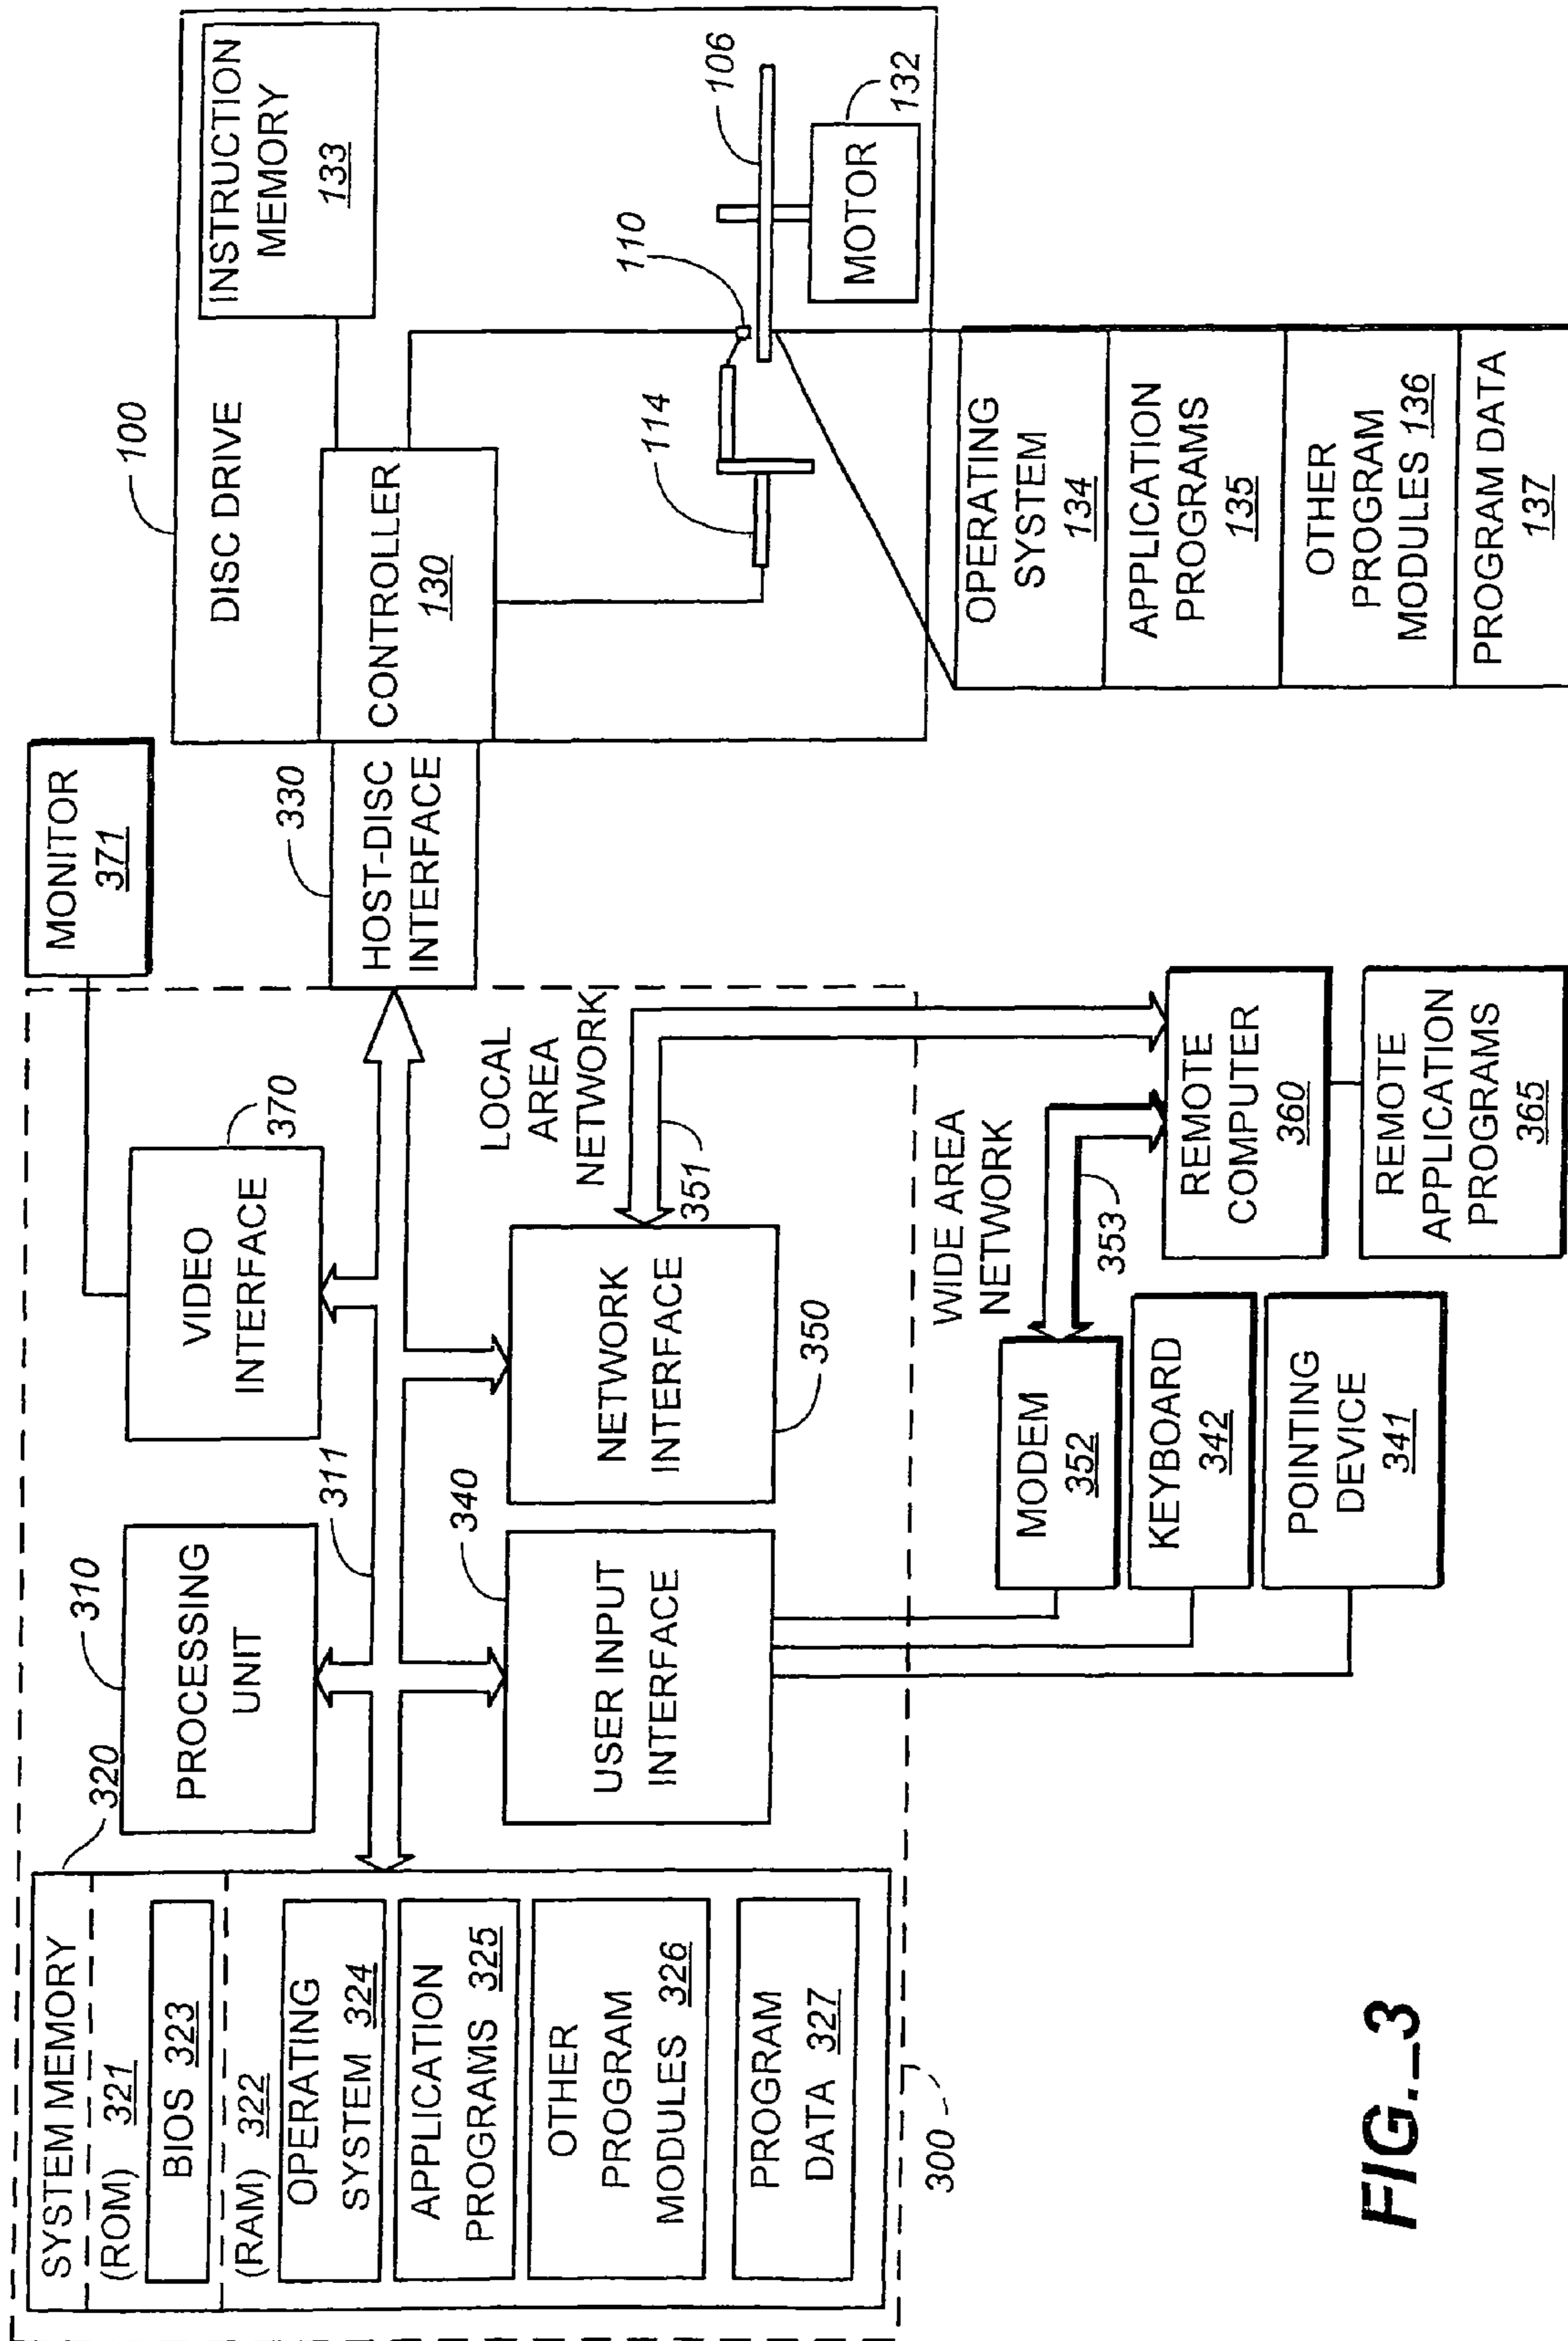 SYSTEM MEMORY
(ROM) 321
BIOS 323
(RAM) 322
OPERATING
SYSTEM 324
APPLICATION
PROGRAMS 325
OTHER
PROGRAM
MODULES 326
PROGRAM
DATA 327
300
320
310
PROCESSING
UNIT
311
370
VIDEO
INTERFACE
340
USER INPUT
INTERFACE
NETWORK
INTERFACE
350
LOCAL
AREA
NETWORK
351
WIDE AREA
NETWORK
353
MODEM
352
KEYBOARD
342
POINTING
DEVICE
341
REMOTE
COMPUTER
360
REMOTE
APPLICATION
PROGRAMS
365
MONITOR
371
330
HOST-DISC
INTERFACE
100
DISC DRIVE
CONTROLLER
130
INSTRUCTION
MEMORY
133
114
110
106
MOTOR
132
OPERATING
SYSTEM
134
APPLICATION
PROGRAMS
135
OTHER
PROGRAM
MODULES 136
PROGRAM DATA
137
FIG._3